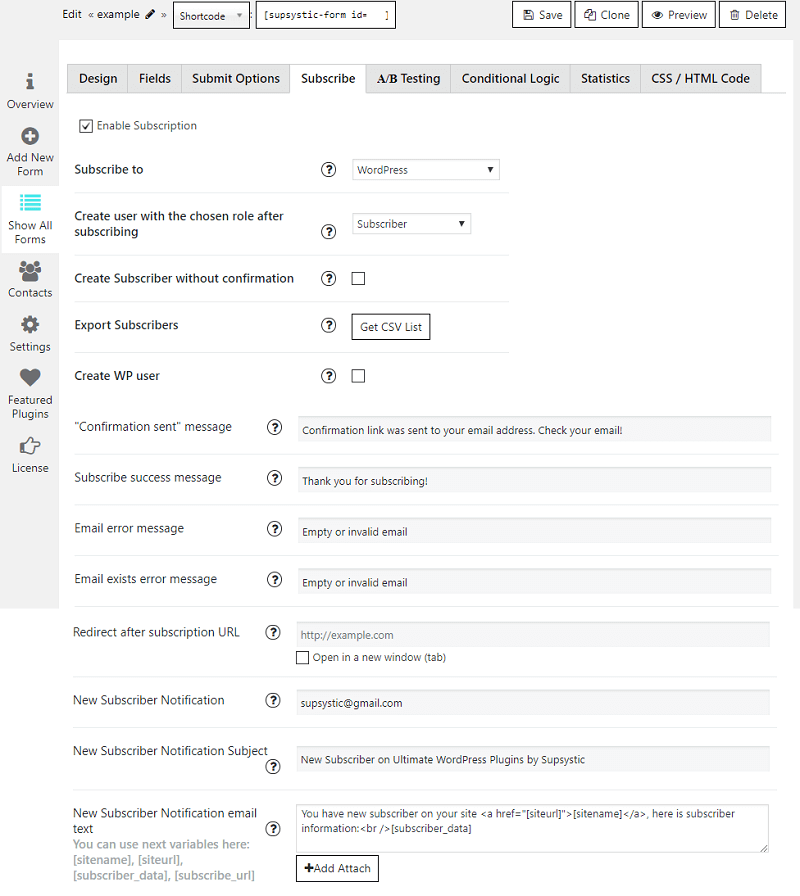 Edit « example » Shortcode : [supsystic-form id= ] Save Clone Preview Delete
Design Fields Submit Options Subscribe A/B Testing Conditional Logic Statistics CSS / HTML Code
Overview
Add New
Form
Show All
Forms
Contacts
Settings
Featured
Plugins
License
Enable Subscription
Subscribe to ? WordPress
Create user with the chosen role after
subscribing ? Subscriber
Create Subscriber without confirmation ?
Export Subscribers ? Get CSV List
Create WP user ?
"Confirmation sent" message ? Confirmation link was sent to your email address. Check your email!
Subscribe success message ? Thank you for subscribing!
Email error message ? Empty or invalid email
Email exists error message ? Empty or invalid email
Redirect after subscription URL ? http://example.com
Open in a new window (tab)
New Subscriber Notification ? supsystic@gmail.com
New Subscriber Notification Subject ? New Subscriber on Ultimate WordPress Plugins by Supsystic
New Subscriber Notification email
text ?
You can use next variables here:
[sitename], [siteurl],
[subscriber_data], [subscribe_url]
You have new subscriber on your site <a href="[siteurl]">[sitename]</a>, here is subscriber
information:<br />[subscriber_data]
+Add Attach